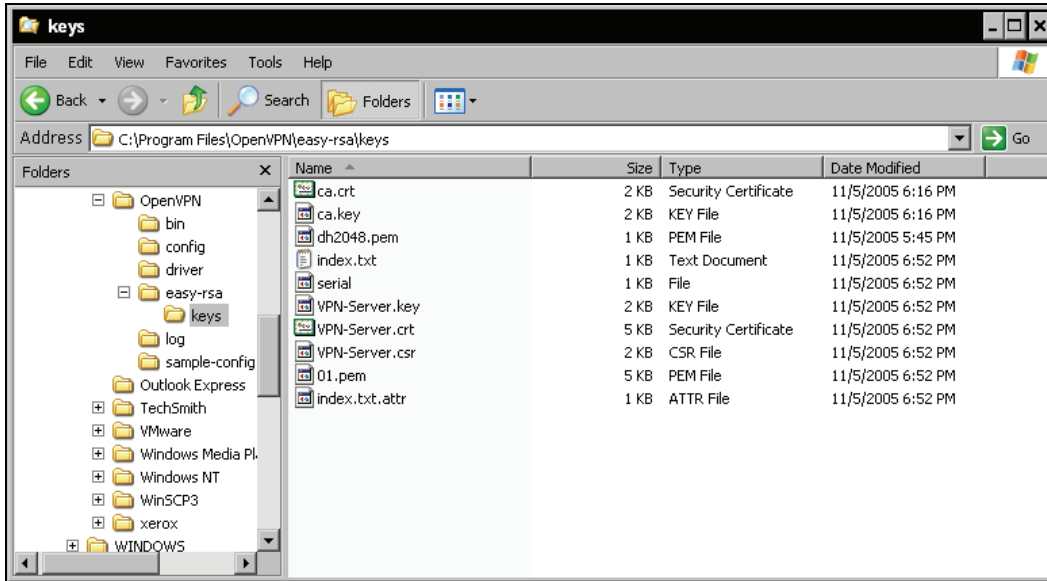 keys
File Edit View Favorites Tools Help
Back Search Folders
Address C:\Program Files\OpenVPN\easy-rsa\keys Go
Folders x
Name Size Type Date Modified
OpenVPN
bin
config
driver
easy-rsa
keys
log
sample-config
Outlook Express
TechSmith
VMware
Windows Media Pl
Windows NT
WinSCP3
xerox
WINDOWS
ca.crt 2 KB Security Certificate 11/5/2005 6:16 PM
ca.key 2 KB KEY File 11/5/2005 6:16 PM
dh2048.pem 1 KB PEM File 11/5/2005 5:45 PM
index.txt 1 KB Text Document 11/5/2005 6:52 PM
serial 1 KB File 11/5/2005 6:52 PM
VPN-Server.key 2 KB KEY File 11/5/2005 6:52 PM
VPN-Server.crt 5 KB Security Certificate 11/5/2005 6:52 PM
VPN-Server.csr 2 KB CSR File 11/5/2005 6:52 PM
01.pem 5 KB PEM File 11/5/2005 6:52 PM
index.txt.attr 1 KB ATTR File 11/5/2005 6:52 PM